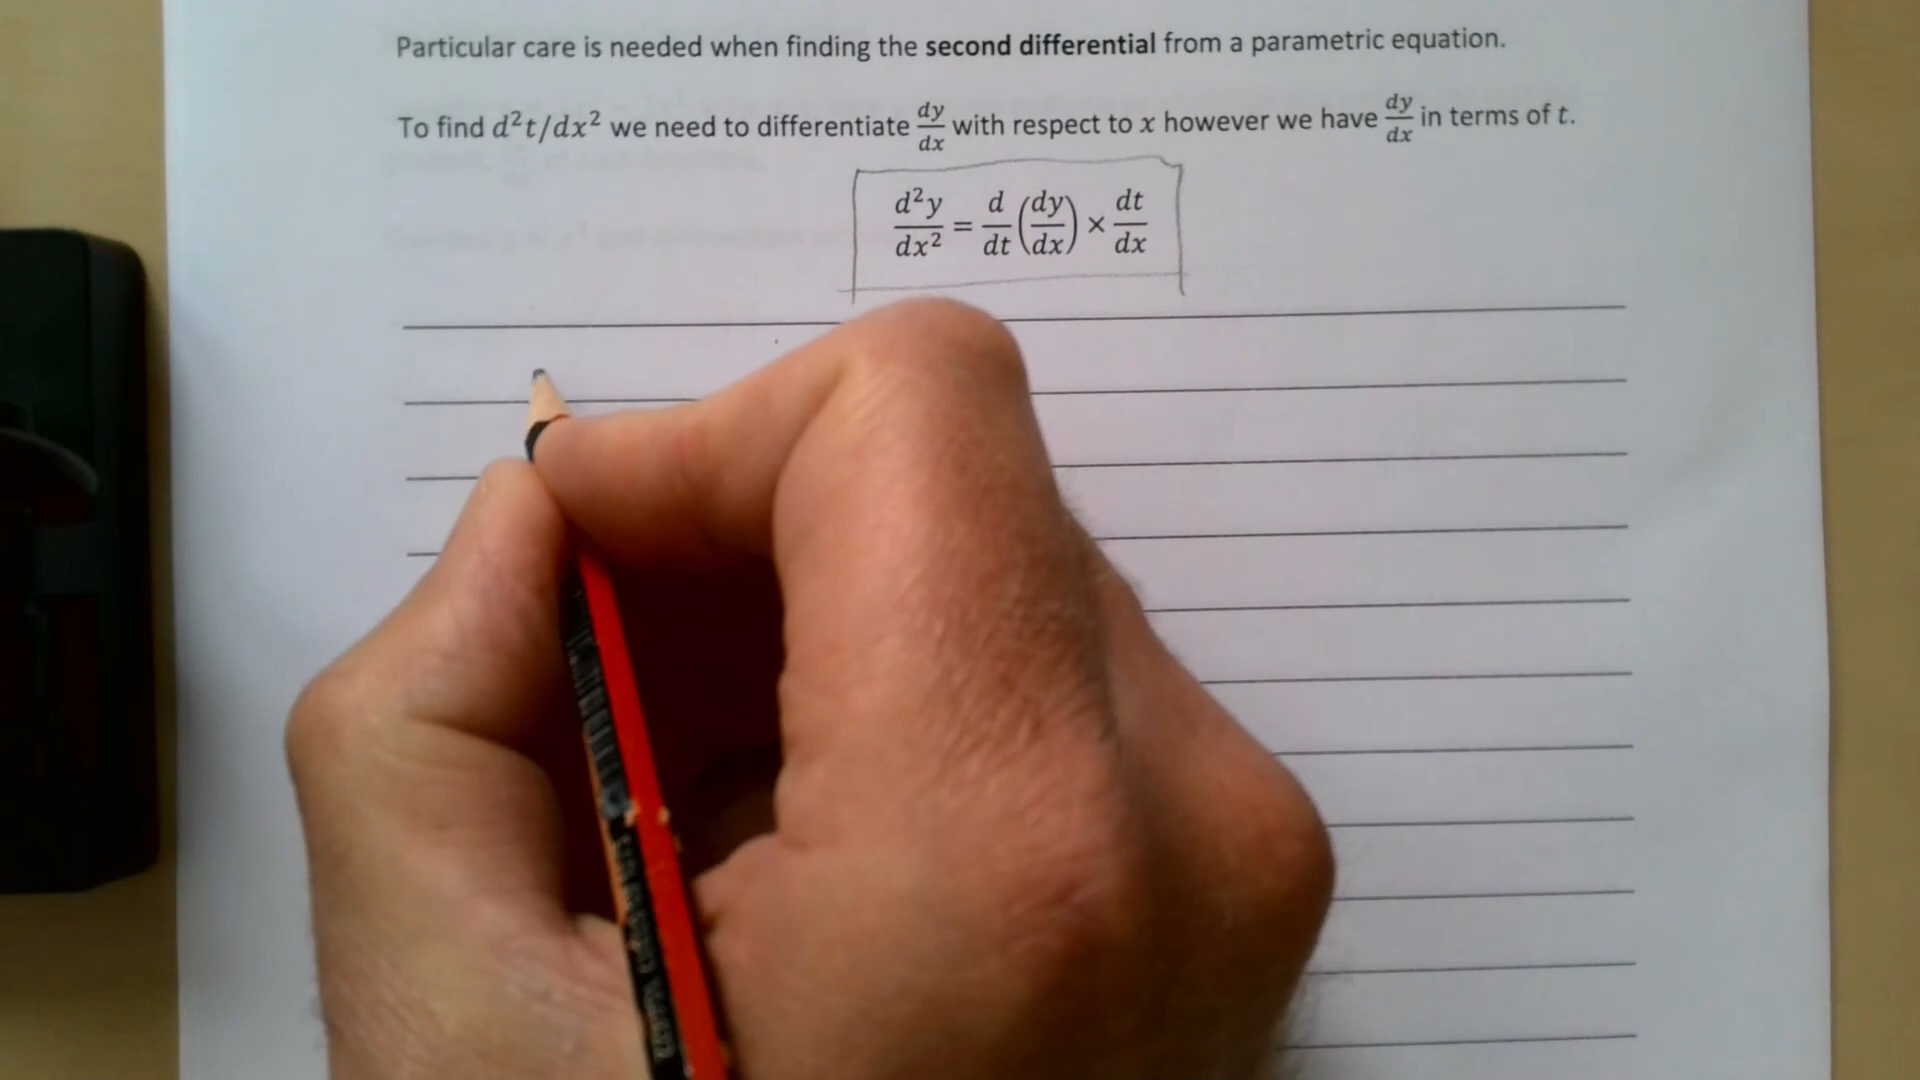 Particular care is needed when finding the second differential from a parametric equation.
To find d²t/dx² we need to differentiate dy/dx with respect to x however we have dy/dx in terms of t.
d²y/dx² = d/dt (dy/dx) × dt/dx